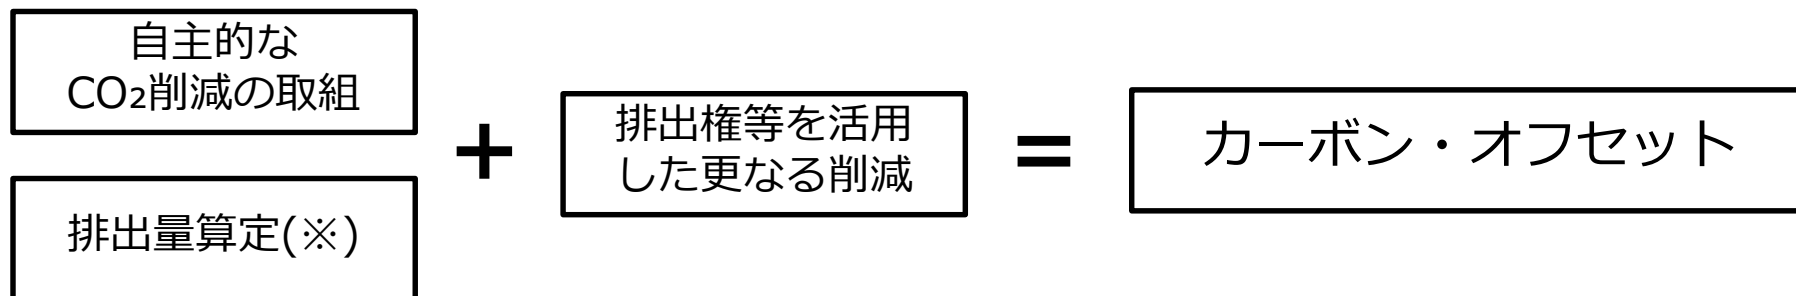 自主的な
CO₂削減の取組
排出量算定(※)
+
排出権等を活用
した更なる削減
=
カーボン・オフセット